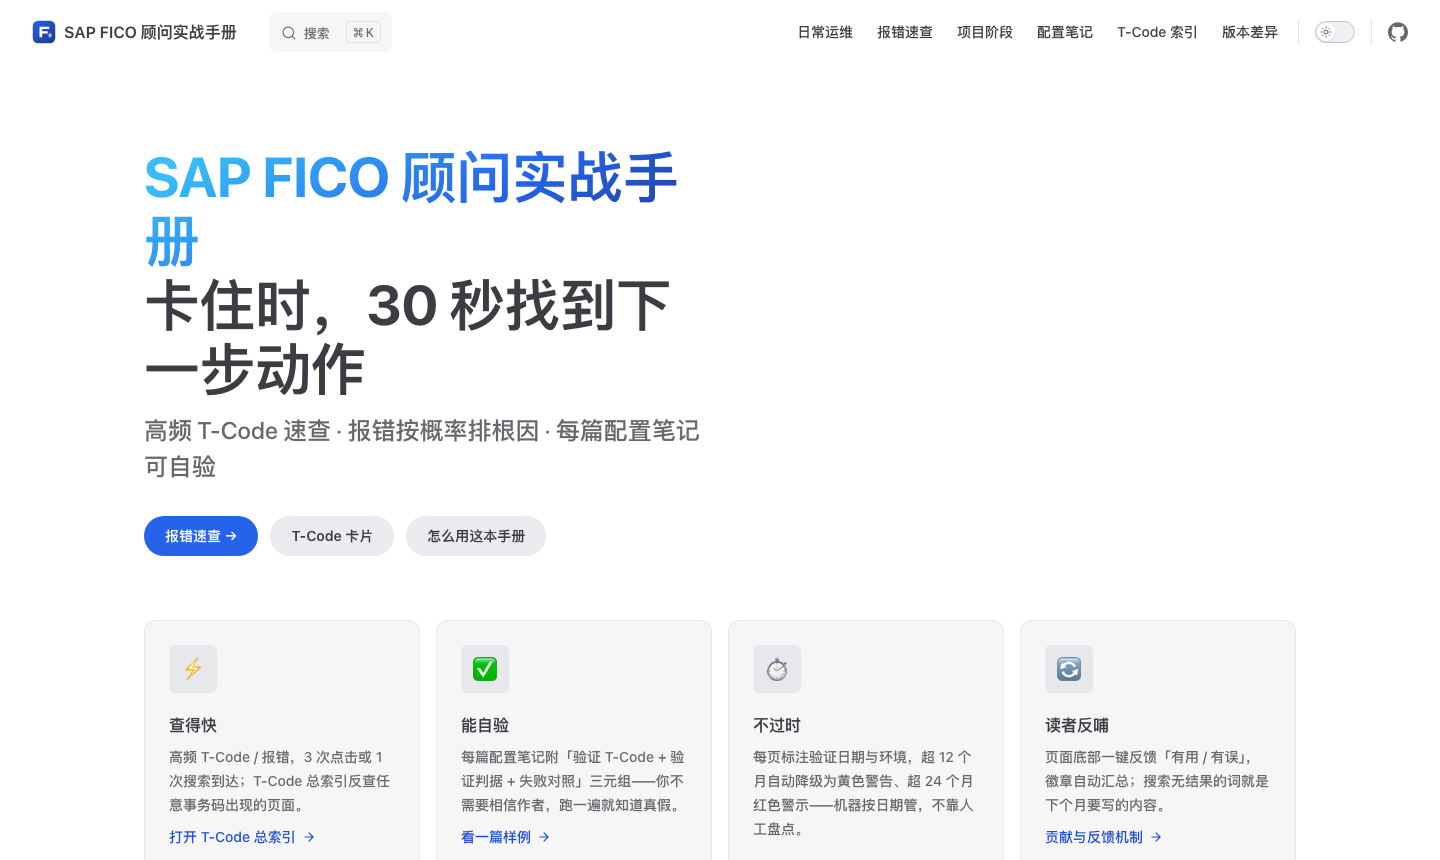 SAP FICO 顾问实战手册
搜索
⌘ K
日常运维
报错速查
项目阶段
配置笔记
T-Code 索引
版本差异
SAP FICO 顾问实战手
册
卡住时，30 秒找到下
一步动作
高频 T-Code 速查 · 报错按概率排根因 · 每篇配置笔记
可自验
报错速查 →
T-Code 卡片
怎么用这本手册
查得快
高频 T-Code / 报错，3 次点击或 1
次搜索到达；T-Code 总索引反查任
意事务码出现的页面。
打开 T-Code 总索引 →
能自验
每篇配置笔记附「验证 T-Code + 验
证判据 + 失败对照」三元组——你不
需要相信作者，跑一遍就知道真假。
看一篇样例 →
不过时
每页标注验证日期与环境，超 12 个
月自动降级为黄色警告、超 24 个月
红色警示——机器按日期管，不靠人
工盘点。
读者反哺
页面底部一键反馈「有用 / 有误」，
徽章自动汇总；搜索无结果的词就是
下个月要写的内容。
贡献与反馈机制 →